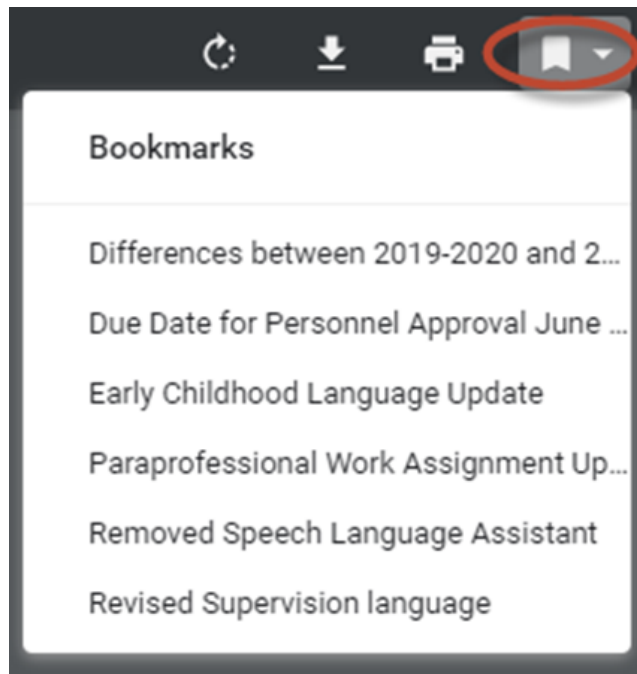 Bookmarks
Differences between 2019-2020 and 2...
Due Date for Personnel Approval June ...
Early Childhood Language Update
Paraprofessional Work Assignment Up...
Removed Speech Language Assistant
Revised Supervision language